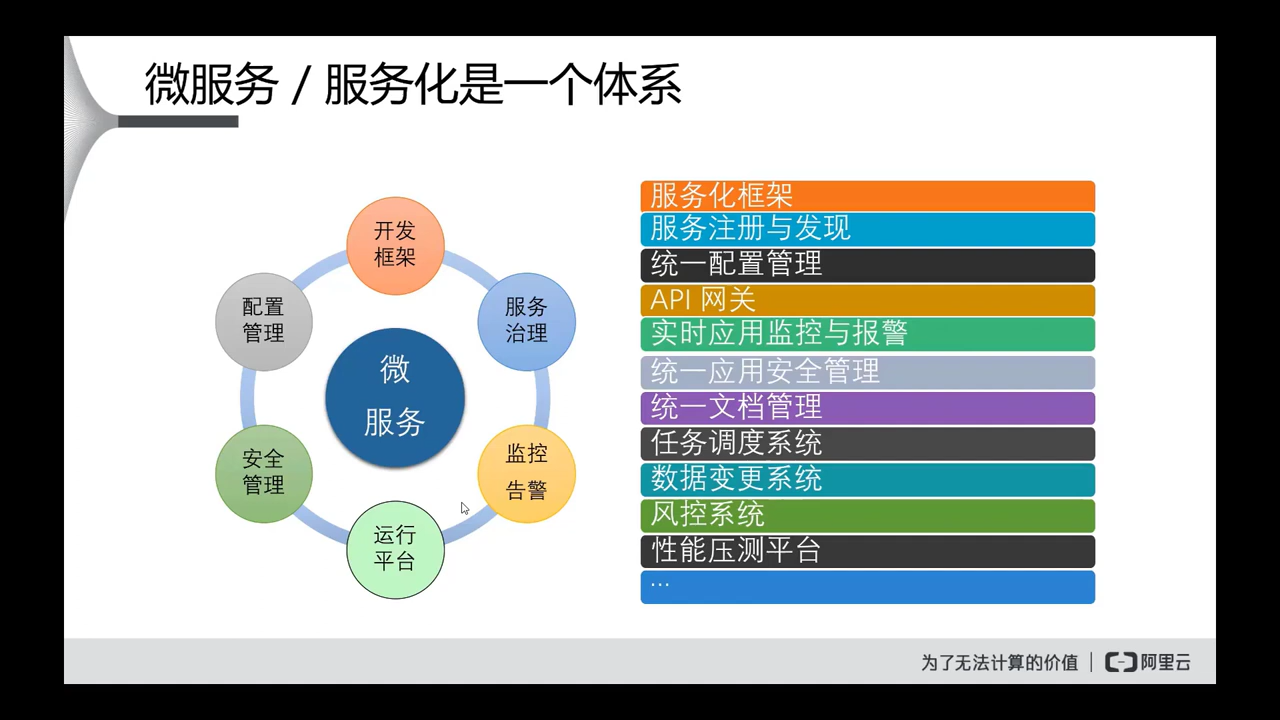 微服务 / 服务化是一个体系
开发
框架
服务
治理
监控
告警
运行
平台
安全
管理
配置
管理
微
服务
服务化框架
服务注册与发现
统一配置管理
API 网关
实时应用监控与报警
统一应用安全管理
统一文档管理
任务调度系统
数据变更系统
风控系统
性能压测平台
...
为了无法计算的价值 | 阿里云